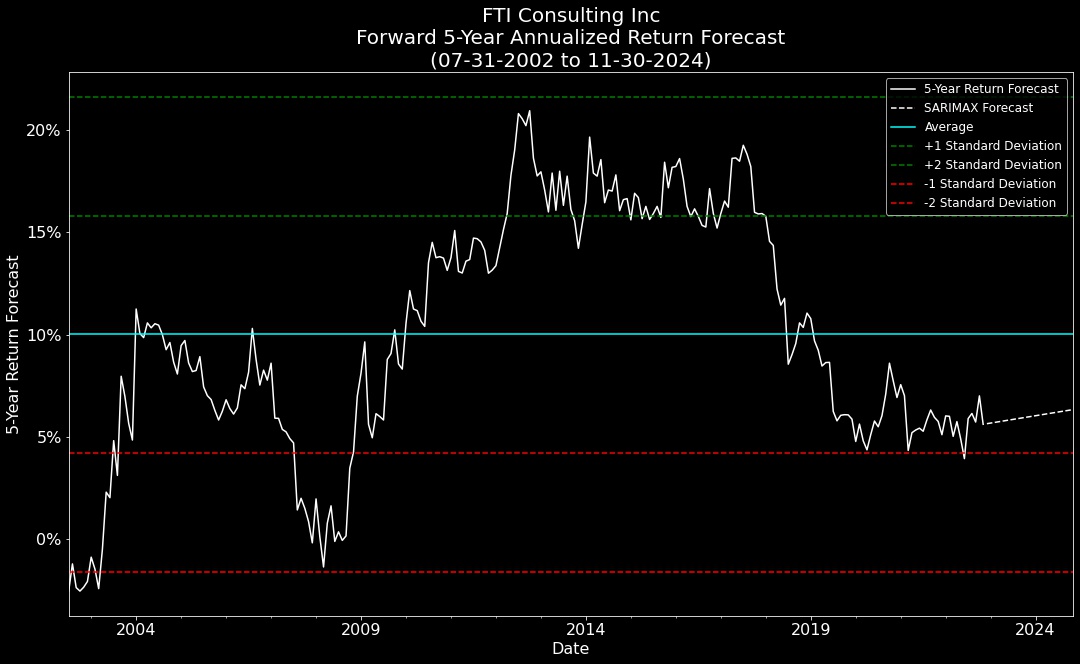 FTI Consulting Inc
Forward 5-Year Annualized Return Forecast
(07-31-2002 to 11-30-2024)
5-Year Return Forecast
SARIMAX Forecast
Average
+1 Standard Deviation
+2 Standard Deviation
-1 Standard Deviation
-2 Standard Deviation
20%
15%
10%
5%
0%
5-Year Return Forecast
2004
2009
2014
2019
2024
Date